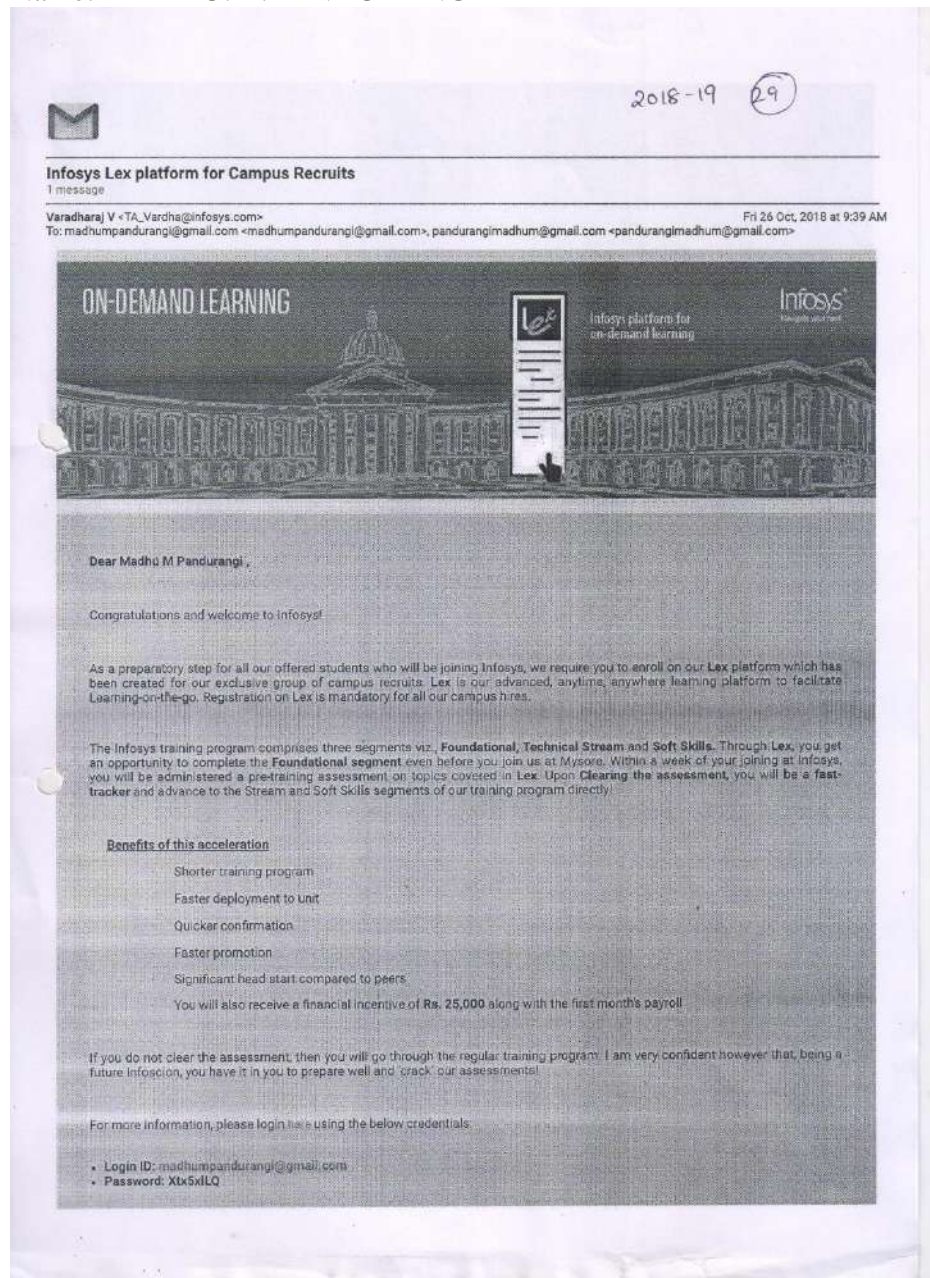 2018-19 29
Infosys Lex platform for Campus Recruits
1 message
Varadharaj V <TA_Vardha@infosys.com> Fri 26 Oct, 2018 at 9:39 AM
To: madhumpandurangi@gmail.com <madhumpandurangi@gmail.com>, pandurangimadhum@gmail.com <pandurangimadhum@gmail.com>
ON-DEMAND LEARNING
Lex
Infosys platform for
on-demand learning
Infosys
Dear Madhu M Pandurangi ,
Congratulations and welcome to Infosys!
As a preparatory step for all our offered students who will be joining Infosys, we require you to enroll on our Lex platform which has
been created for our exclusive group of campus recruits. Lex is our advanced, anytime, anywhere learning platform to facilitate
Learning-on-the-go. Registration on Lex is mandatory for all our campus hires.
The Infosys training program comprises three segments viz., Foundational, Technical Stream and Soft Skills. Through Lex, you get
an opportunity to complete the Foundational segment even before you join us at Mysore. Within a week of your joining at Infosys,
you will be administered a pre-training assessment on topics covered in Lex. Upon Clearing the assessment, you will be a fast-
tracker and advance to the Stream and Soft Skills segments of our training program directly!
Benefits of this acceleration
Shorter training program
Faster deployment to unit
Quicker confirmation
Faster promotion
Significant head start compared to peers
You will also receive a financial incentive of Rs. 25,000 along with the first month's payroll
If you do not clear the assessment, then you will go through the regular training program. I am very confident however that, being a
future Infoscion, you have it in you to prepare well and 'crack' our assessments!
For more information, please login here using the below credentials
• Login ID: madhumpandurangi@gmail.com
• Password: Xtx5xILQ